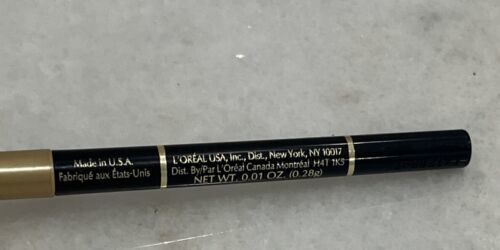 Made in U.S.A.
Fabriqué aux États-Unis
L'ORÉAL USA, Inc., Dist., New York, NY 10017
Dist. By/Par L'Oréal Canada Montréal H4T 1K5
NET WT. 0.01 OZ. (0.28g)